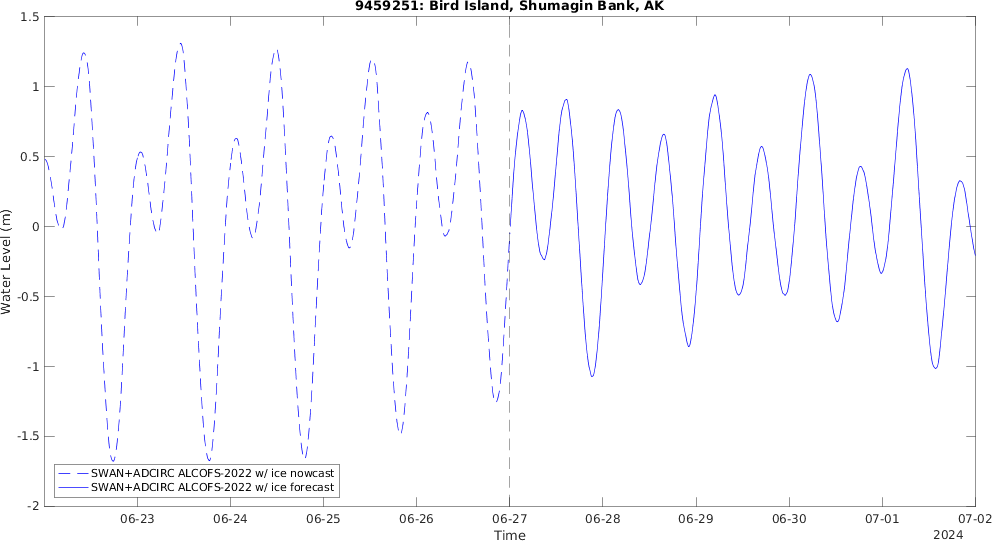 9459251: Bird Island, Shumagin Bank, AK
1.5
1
0.5
0
-0.5
-1
-1.5
-2
Water Level (m)
SWAN+ADCIRC ALCOFS-2022 w/ ice nowcast
SWAN+ADCIRC ALCOFS-2022 w/ ice forecast
06-23 06-24 06-25 06-26 06-27 06-28 06-29 06-30 07-01 07-02
Time
2024